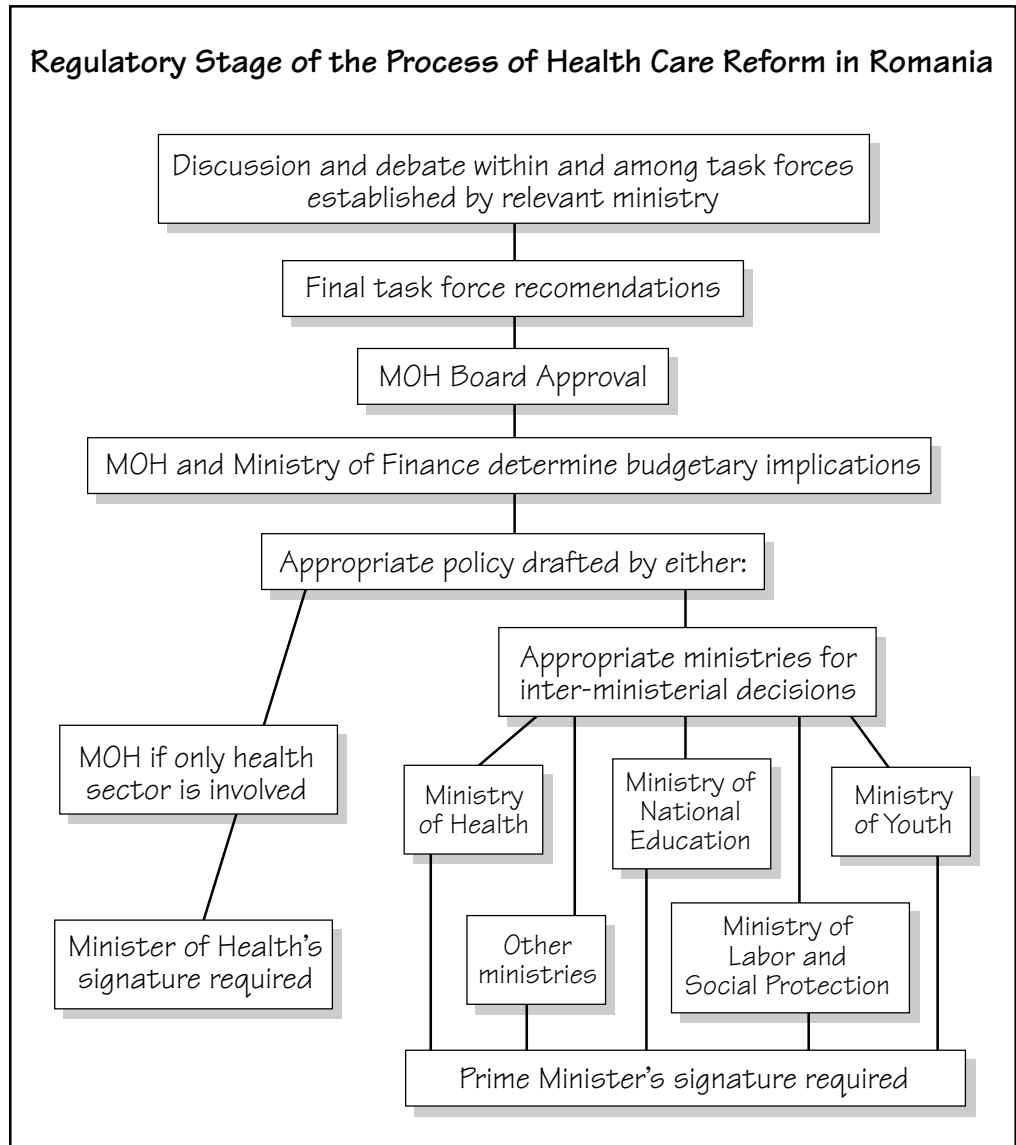 Regulatory Stage of the Process of Health Care Reform in Romania
Discussion and debate within and among task forces
established by relevant ministry
Final task force recomendations
MOH Board Approval
MOH and Ministry of Finance determine budgetary implications
Appropriate policy drafted by either:
Appropriate ministries for
inter-ministerial decisions
MOH if only health
sector is involved
Ministry
of Health
Ministry of
National
Education
Ministry
of Youth
Minister of Health's
signature required
Other
ministries
Ministry of
Labor and
Social Protection
Prime Minister's signature required